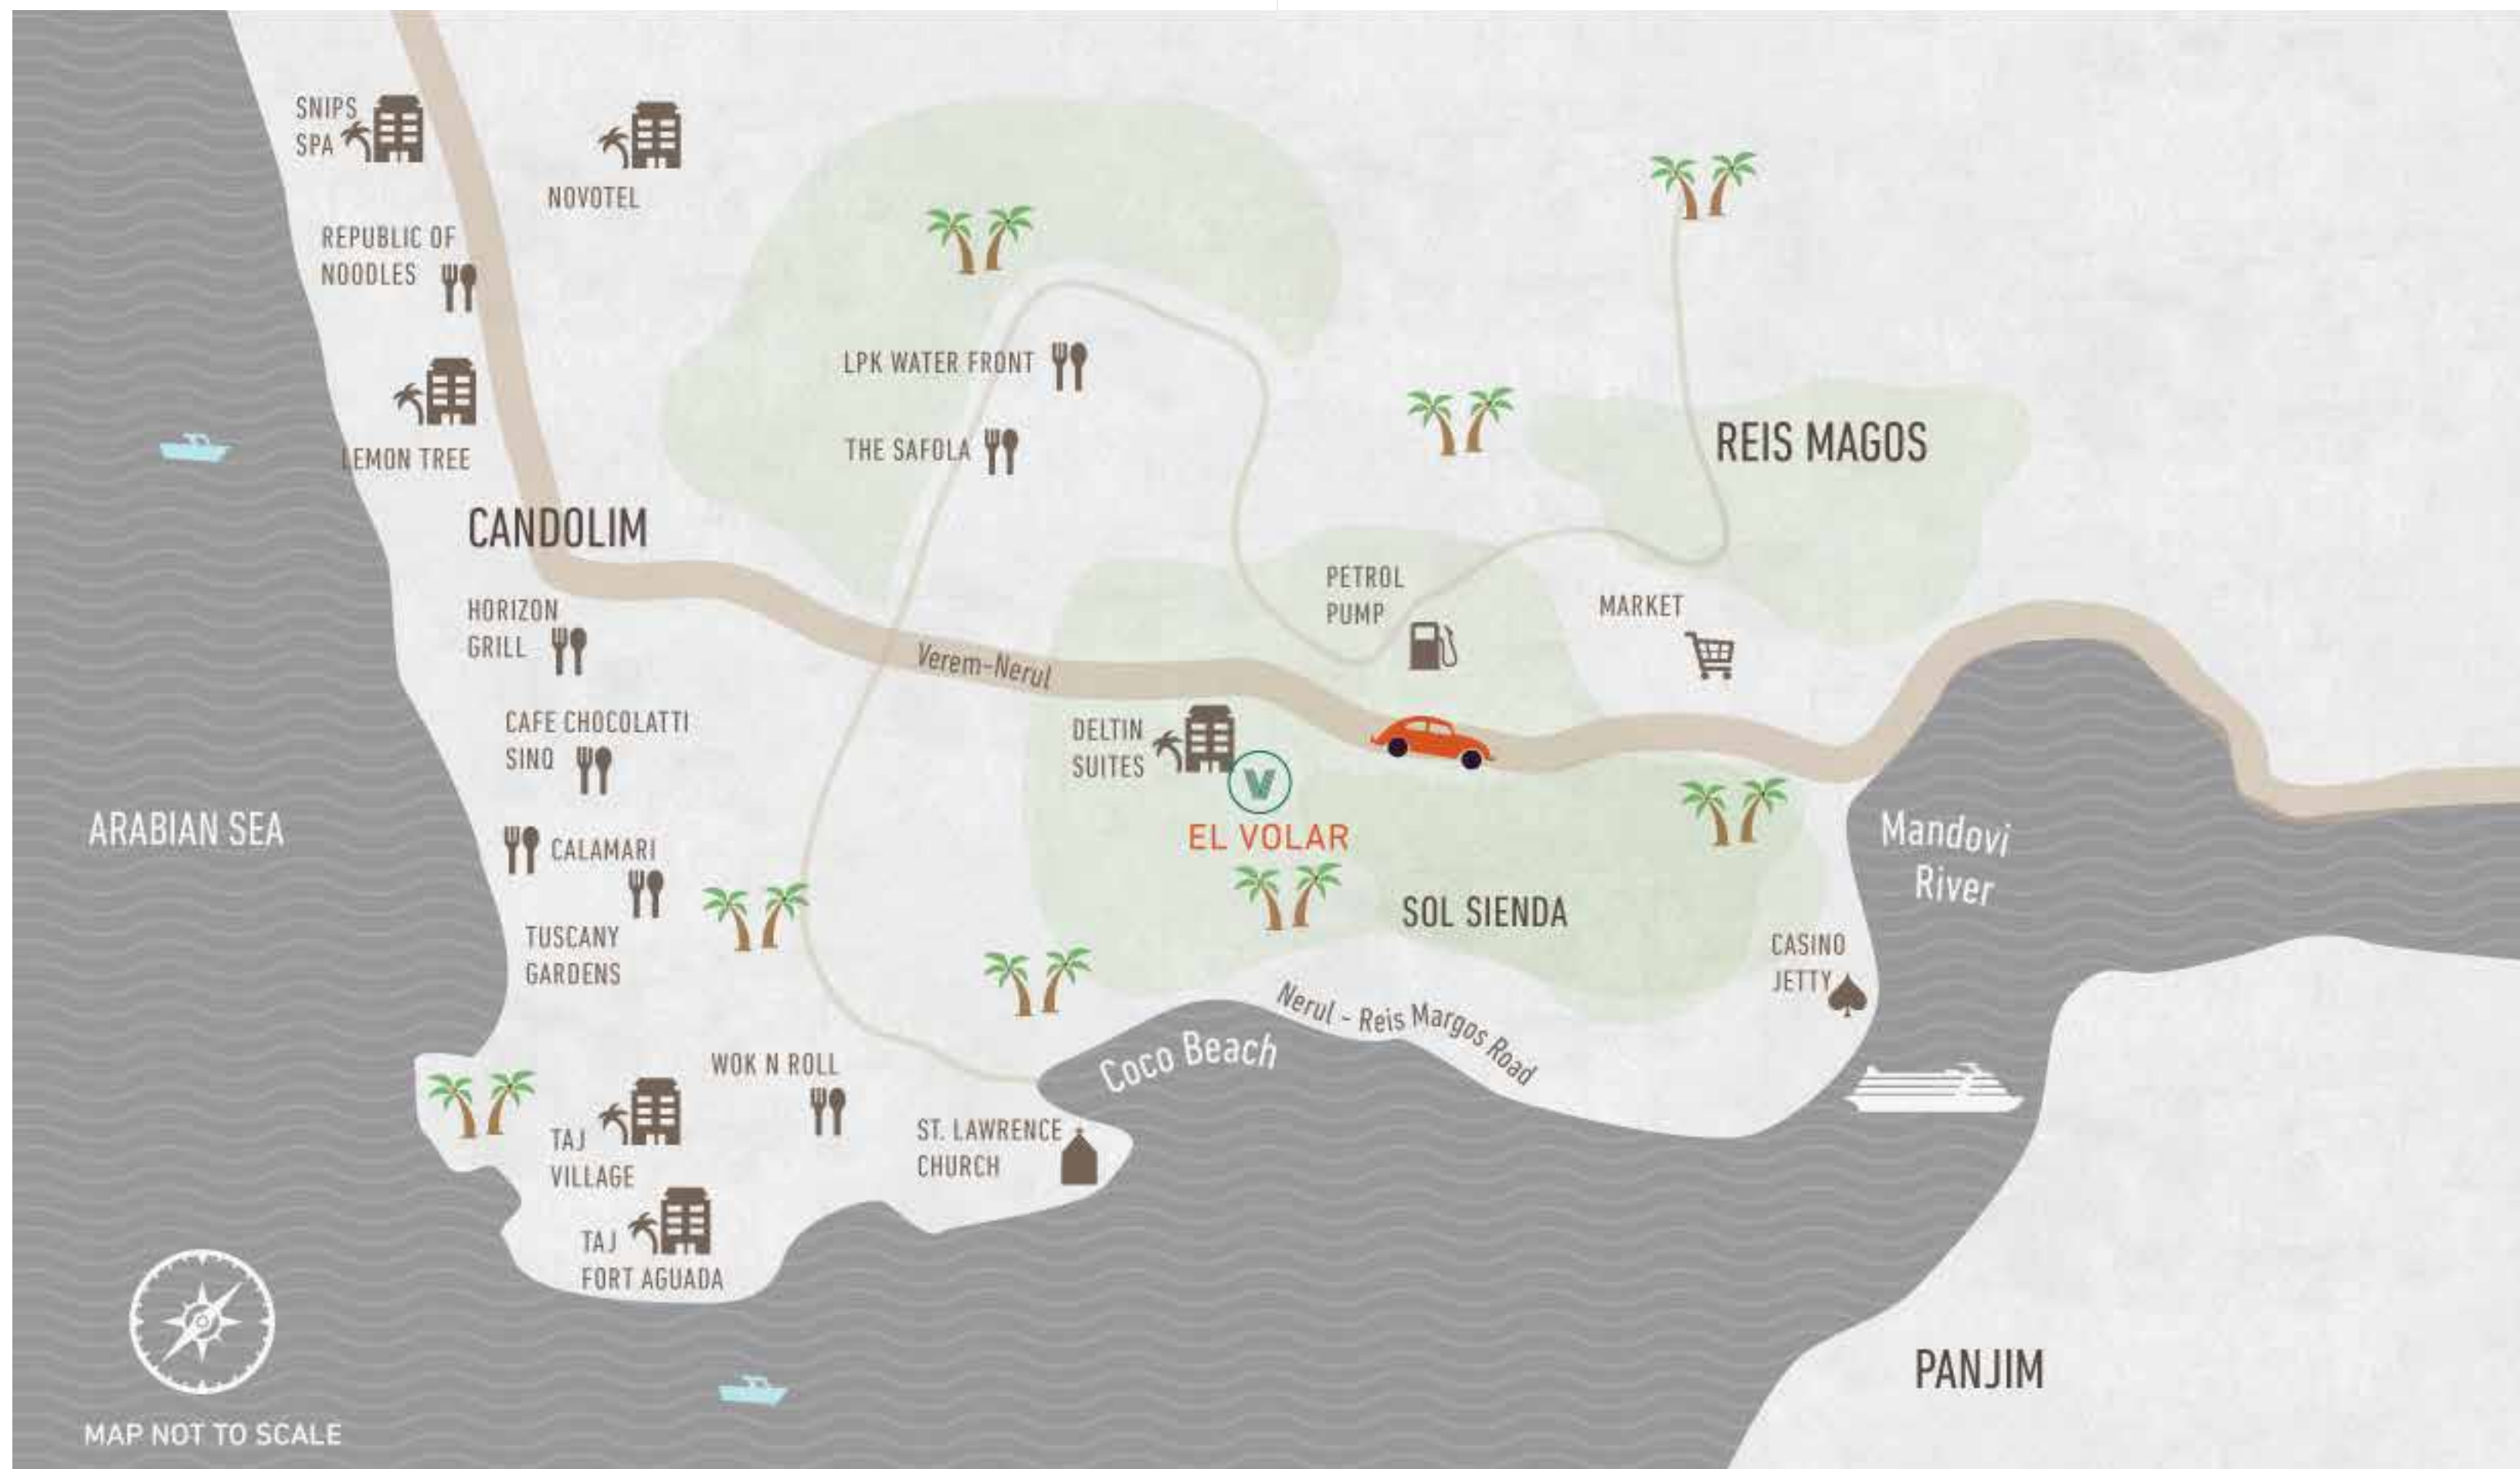 SNIPS
SPA
NOVOTEL
REPUBLIC OF
NOODLES
LPK WATER FRONT
THE SAFOLA
LEMON TREE
REIS MAGOS
CANDOLIM
PETROL
PUMP
MARKET
HORIZON
GRILL
Verem-Nerul
CAFE CHOCOLATTI
SINQ
DELTIN
SUITES
V
EL VOLAR
ARABIAN SEA
CALAMARI
TUSCANY
GARDENS
SOL SIENDA
Mandovi
River
CASINO
JETTY
Nerul - Reis Margos Road
Coco Beach
WOK N ROLL
TAJ
VILLAGE
ST. LAWRENCE
CHURCH
TAJ
FORT AGUADA
PANJIM
MAP NOT TO SCALE